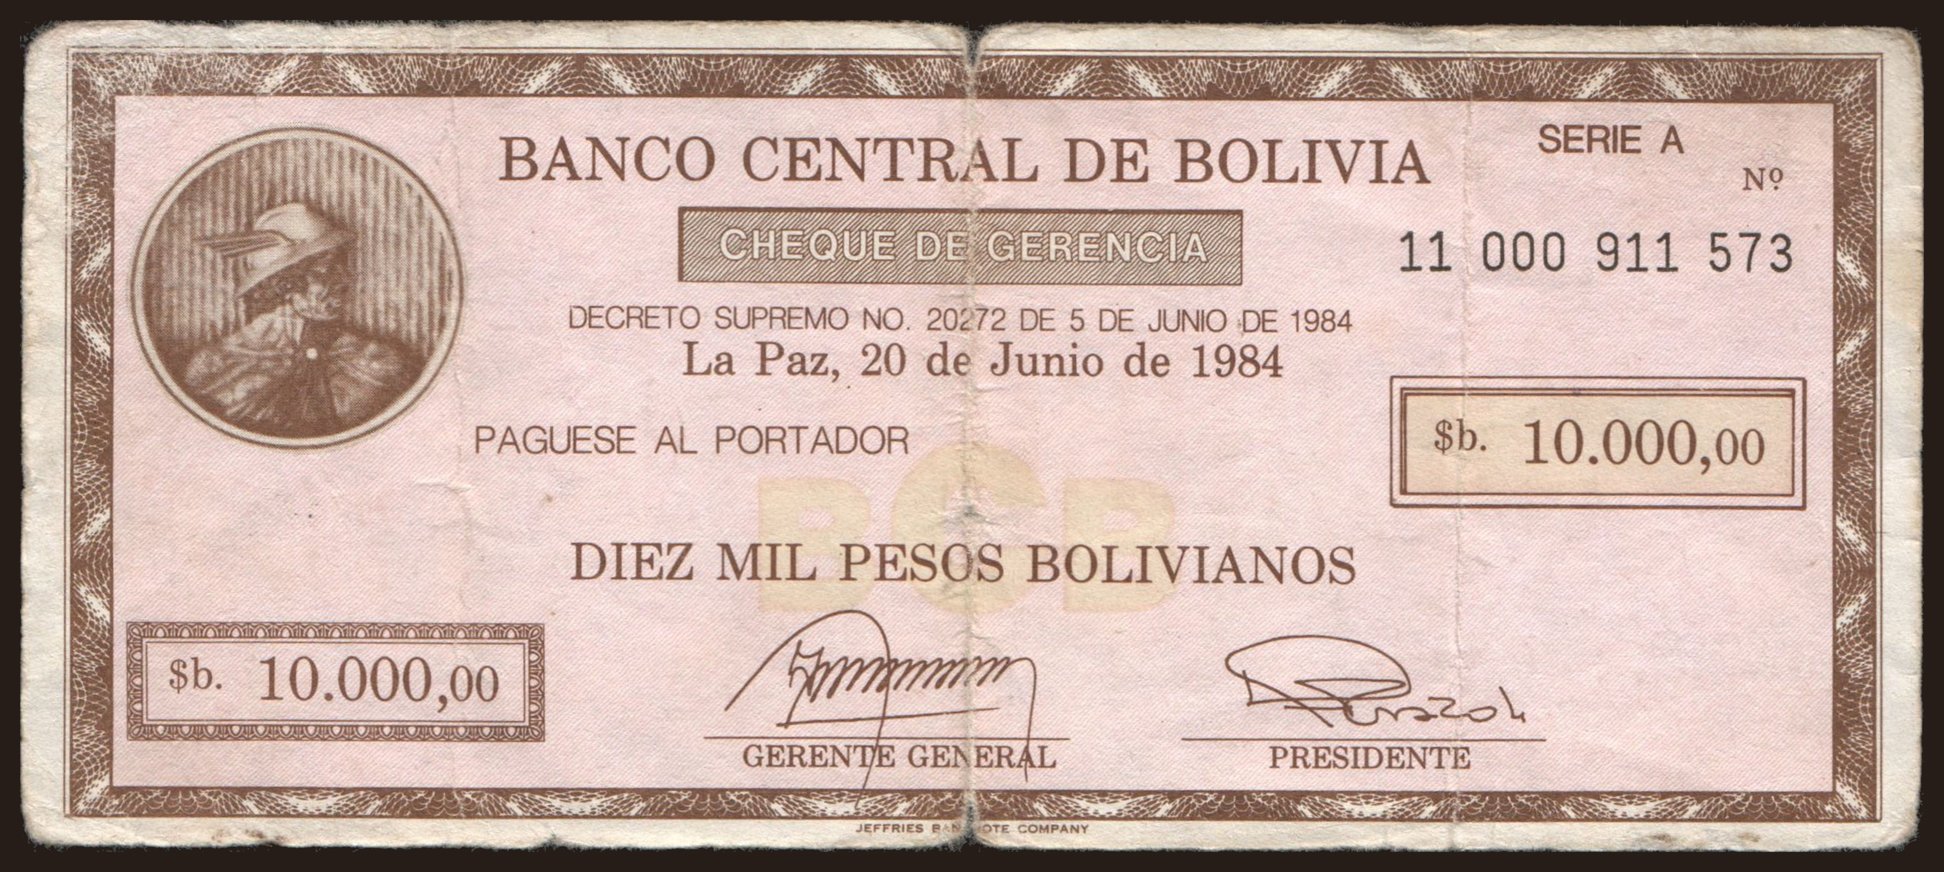 BANCO CENTRAL DE BOLIVIA
SERIE A
Nº
CHEQUE DE GERENCIA
11 000 911 573
DECRETO SUPREMO NO. 20272 DE 5 DE JUNIO DE 1984
La Paz, 20 de Junio de 1984
$b. 10.000,00
PAGUESE AL PORTADOR
BCB
DIEZ MIL PESOS BOLIVIANOS
$b. 10.000,00
GERENTE GENERAL
PRESIDENTE
JEFFRIES BANKNOTE COMPANY